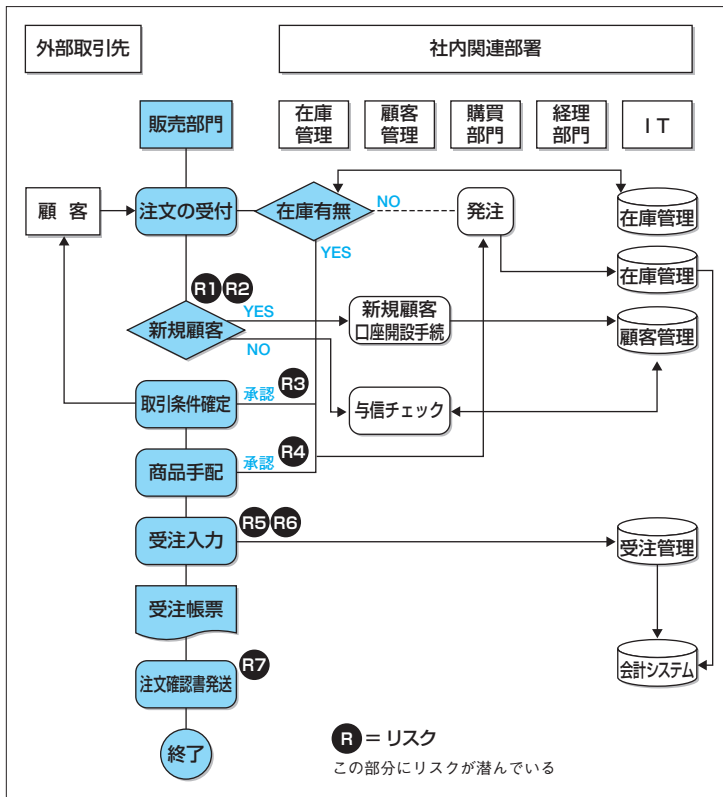 外部取引先
社内関連部署
販売部門
在庫
管理
顧客
管理
購買
部門
経理
部門
IT
顧客
注文の受付
在庫有無
NO
発注
在庫管理
YES
在庫管理
R1 R2
新規顧客
YES
新規顧客
口座開設手続
顧客管理
NO
取引条件確定
承認
R3
与信チェック
商品手配
承認
R4
受注入力
R5 R6
受注管理
受注帳票
注文確認書発送
R7
会計システム
終了
R=リスク
この部分にリスクが潜んでいる